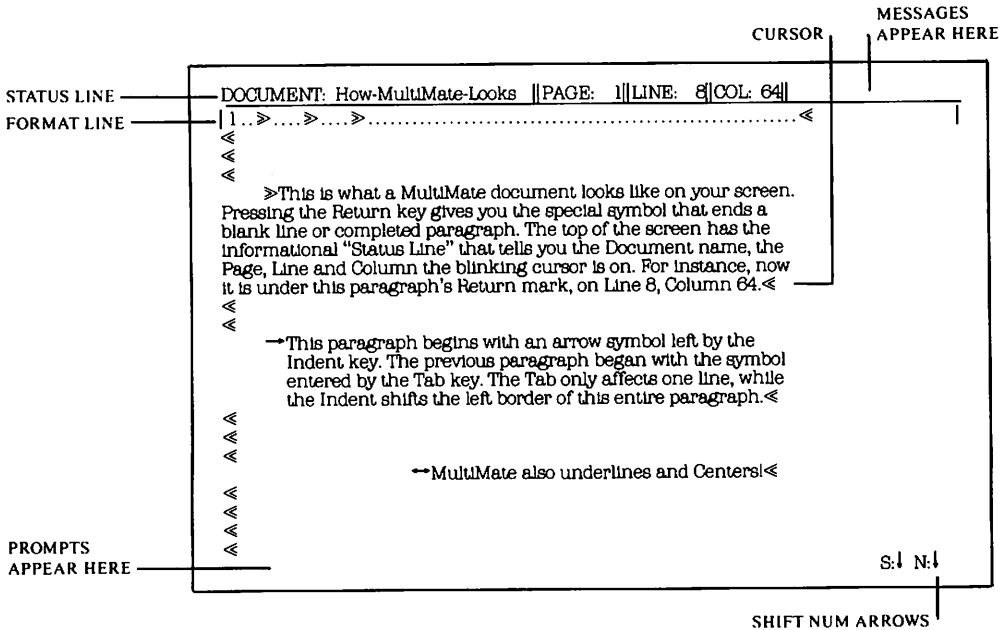 MESSAGES
APPEAR HERE
CURSOR
STATUS LINE
DOCUMENT: How-MultiMate-Looks ||PAGE: 1||LINE: 8||COL: 64||
FORMAT LINE
|1..≫....≫....≫......................................................≪
≪
≪
≪
≫This is what a MultiMate document looks like on your screen.
Pressing the Return key gives you the special symbol that ends a
blank line or completed paragraph. The top of the screen has the
informational “Status Line” that tells you the Document name, the
Page, Line and Column the blinking cursor is on. For instance, now
it is under this paragraph's Return mark, on Line 8, Column 64.≪
≪
≪
→This paragraph begins with an arrow symbol left by the
Indent key. The previous paragraph began with the symbol
entered by the Tab key. The Tab only affects one line, while
the Indent shifts the left border of this entire paragraph.≪
≪
≪
≪
↔MultiMate also underlines and Centers!≪
≪
≪
≪
≪
PROMPTS
APPEAR HERE
S:↓ N:↓
SHIFT NUM ARROWS